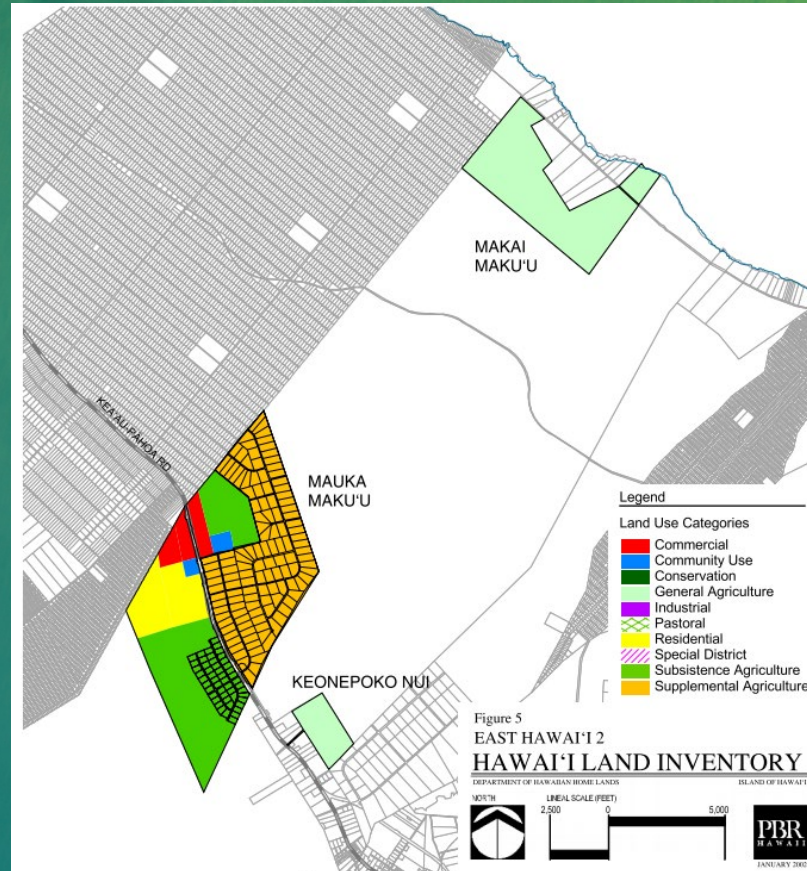 MAKAI
MAKU'U
KEA'AU-PAHOA RD
MAUKA
MAKU'U
KEONEPOKO NUI
Legend
Land Use Categories
Commercial
Community Use
Conservation
General Agriculture
Industrial
Pastoral
Residential
Special District
Subsistence Agriculture
Supplemental Agriculture
Figure 5
EAST HAWAI‘I 2
HAWAI‘I LAND INVENTORY
DEPARTMENT OF HAWAIIAN HOME LANDS ISLAND OF HAWAI‘I
NORTH LINEAL SCALE (FEET)
2,500 0 5,000
PBR
HAWAII
JANUARY 2002